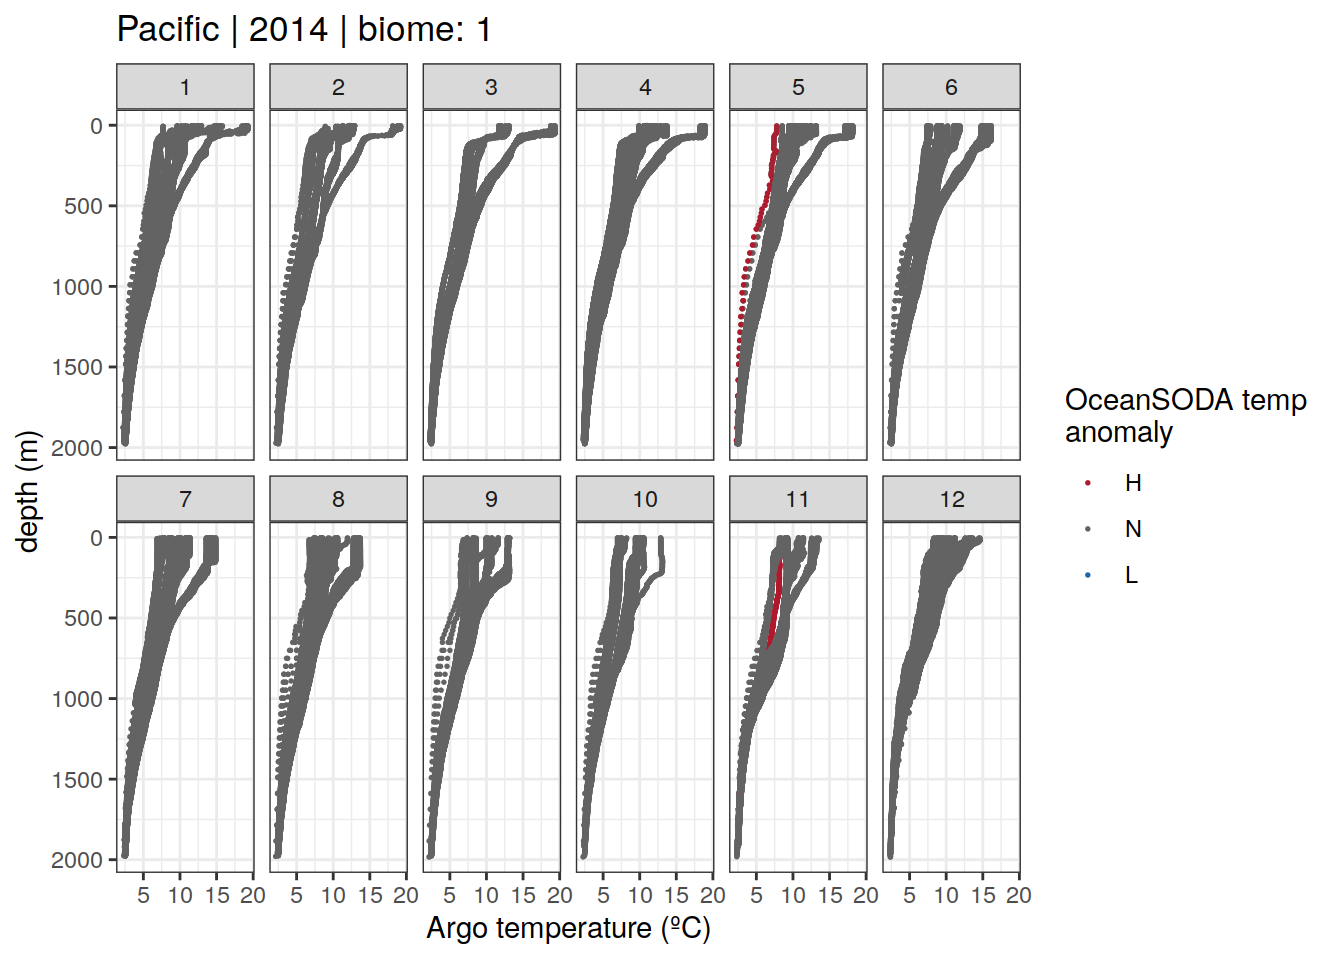 Pacific | 2014 | biome: 1
1 2 3 4 5 6
0
500
1000
1500
2000
7 8 9 10 11 12
0
500
1000
1500
2000
5 10 15 20 5 10 15 20 5 10 15 20 5 10 15 20 5 10 15 20 5 10 15 20
Argo temperature (ºC)
depth (m)
OceanSODA temp
anomaly
H
N
L